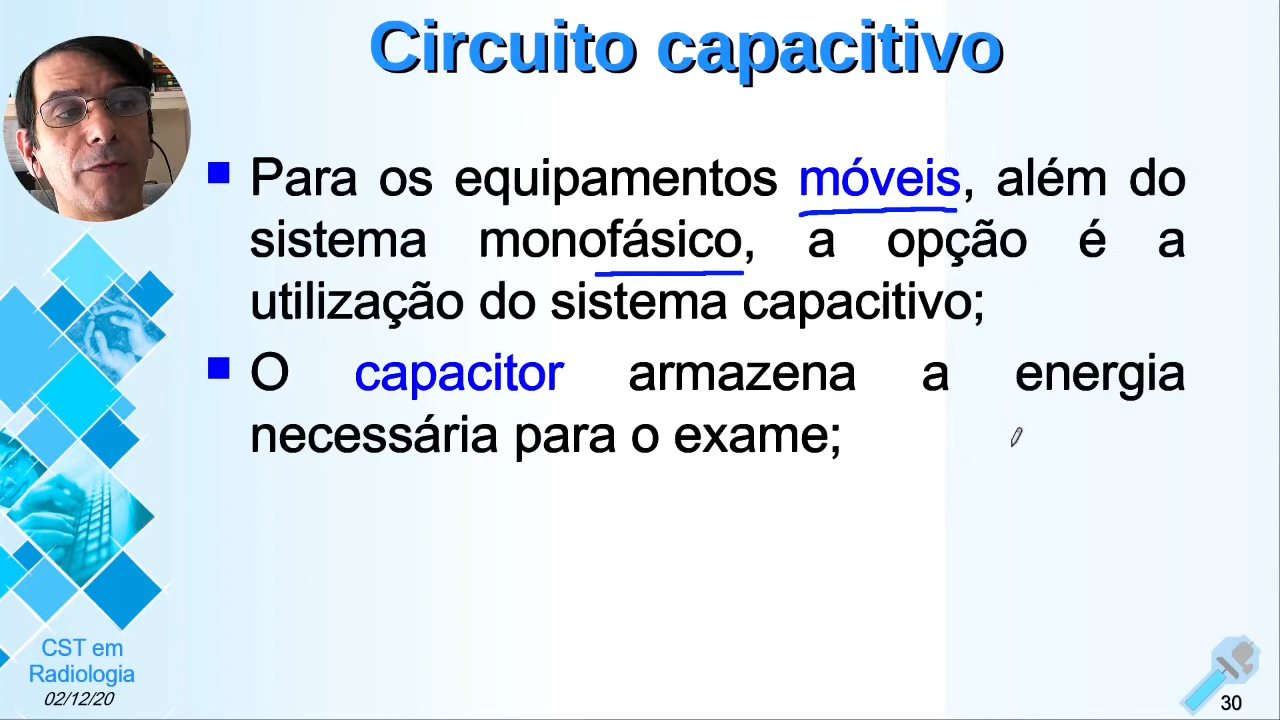 Circuito capacitivo
Para os equipamentos móveis, além do
sistema monofásico, a opção é a
utilização do sistema capacitivo;
O capacitor armazena a energia
necessária para o exame;
CST em
Radiologia
02/12/20
30